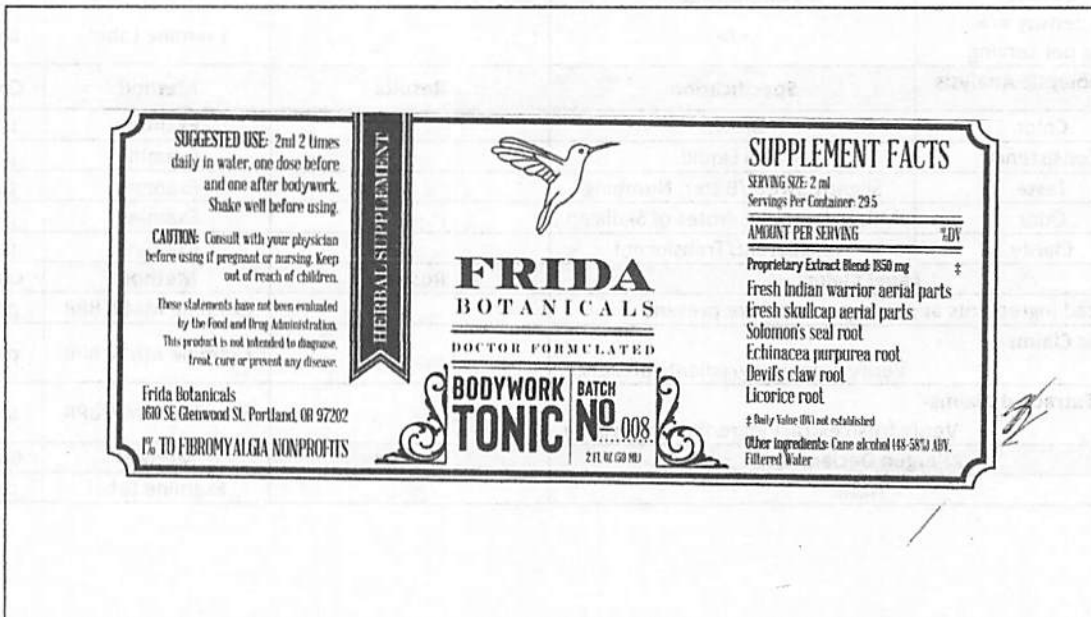 SUGGESTED USE: 2ml 2 times
daily in water, one dose before
and one after bodywork.
Shake well before using.
CAUTION: Consult with your physician
before using if pregnant or nursing. Keep
out of reach of children.
These statements have not been evaluated
by the Food and Drug Administration.
This product is not intended to diagnose,
treat, cure or prevent any disease.
Frida Botanicals
1610 SE Glenwood St. Portland, OR 97202
1% TO FIBROMYALGIA NONPROFITS
HERBAL SUPPLEMENT
FRIDA
BOTANICALS
DOCTOR FORMULATED
BODYWORK
TONIC
BATCH
NO 008
2 FL OZ (60 ML)
SUPPLEMENT FACTS
SERVING SIZE: 2 ml
Servings Per Container: 29.5
AMOUNT PER SERVING %DV
Proprietary Extract Blend: 1850 mg ‡
Fresh Indian warrior aerial parts
Fresh skullcap aerial parts
Solomon's seal root
Echinacea purpurea root
Devil's claw root
Licorice root
‡ Daily Value (DV) not established
Other ingredients: Cane alcohol (48-58%) ABV,
Filtered Water